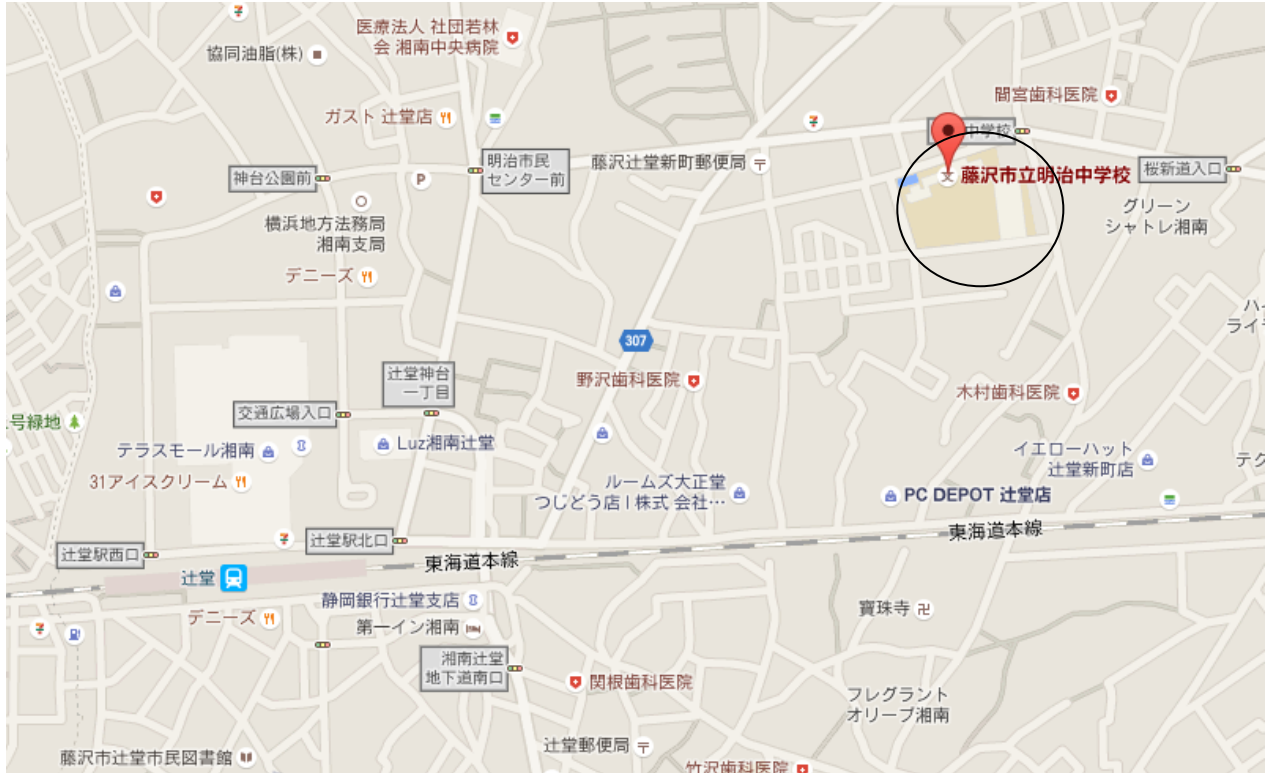 医療法人 社団若林
会 湘南中央病院
協同油脂(株)
間宮歯科医院
ガスト 辻堂店
中学校
明治市民
センター前
藤沢辻堂新町郵便局
神台公園前
P
藤沢市立明治中学校
桜新道入口
グリーン
シャトレ湘南
横浜地方法務局
湘南支局
デニーズ
307
辻堂神台
一丁目
野沢歯科医院
木村歯科医院
号緑地
交通広場入口
テラスモール湘南
Luz湘南辻堂
31アイスクリーム
イエローハット
辻堂新町店
ルームズ大正堂
つじどう店 | 株式 会社…
PC DEPOT 辻堂店
辻堂駅西口
辻堂駅北口
東海道本線
東海道本線
辻堂
静岡銀行辻堂支店
デニーズ
第一イン湘南
寶珠寺
湘南辻堂
地下道南口
関根歯科医院
フレグラント
オリーブ湘南
藤沢市辻堂市民図書館
辻堂郵便局
竹沢歯科医院